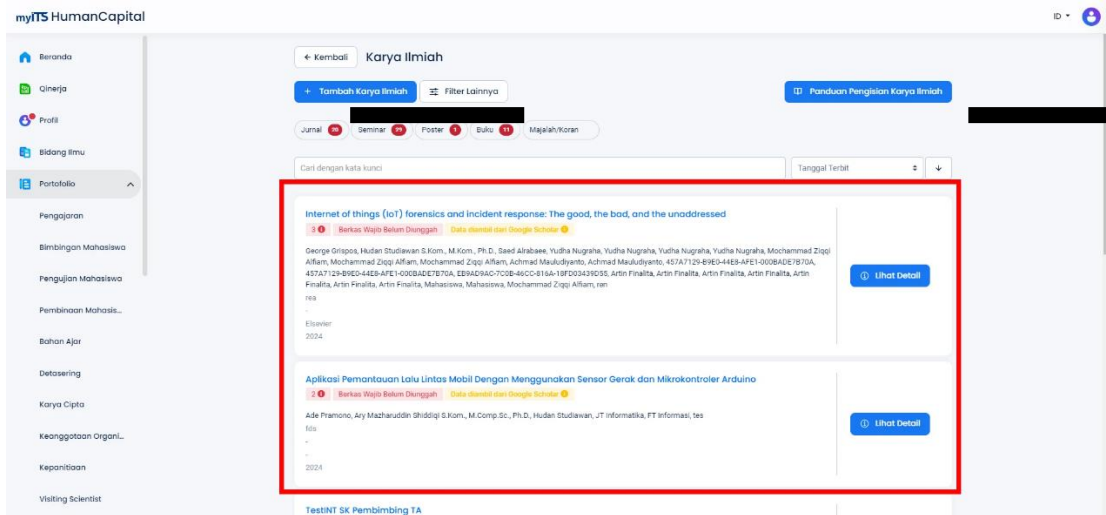 myITS HumanCapital
ID
Beranda
Qinerja
Profil
Bidang Ilmu
Portofolio
Pengajaran
Bimbingan Mahasiswa
Pengujian Mahasiswa
Pembinaan Mahasis...
Bahan Ajar
Detasering
Karya Cipta
Keanggotaan Organi...
Kepanitiaan
Visiting Scientist
← Kembali
Karya Ilmiah
+ Tambah Karya Ilmiah
Filter Lainnya
Panduan Pengisian Karya Ilmiah
Jurnal Seminar Poster 1 Buku 11 Majalah/Koran
Cari dengan kata kunci
Tanggal Terbit
Internet of things (IoT) forensics and incident response: The good, the bad, and the unaddressed
3 Berkas Wajib Belum Diunggah Data diambil dari Google Scholar
George Grispos, Hudan Studiawan S.Kom., M.Kom., Ph.D., Saed Alrabaee, Yudha Nugraha, Yudha Nugraha, Yudha Nugraha, Yudha Nugraha, Mochammad Ziqqi
Alfiam, Mochammad Ziqqi Alfiam, Mochammad Ziqqi Alfiam, Achmad Mauludiyanto, Achmad Mauludiyanto, 457A7129-B9E0-44E8-AFE1-000BADE7B70A,
457A7129-B9E0-44E8-AFE1-000BADE7B70A, EB9AD9AC-7C0B-46CC-816A-18FD03439D55, Artin Finalita, Artin Finalita, Artin Finalita, Artin Finalita, Artin
Finalita, Artin Finalita, Artin Finalita, Mahasiswa, Mahasiswa, Mochammad Ziqqi Alfiam, ren
rea
-
Elsevier
2024
Lihat Detail
Aplikasi Pemantauan Lalu Lintas Mobil Dengan Menggunakan Sensor Gerak dan Mikrokontroler Arduino
2 Berkas Wajib Belum Diunggah Data diambil dari Google Scholar
Ade Pramono, Ary Mazharuddin Shiddiqi S.Kom., M.Comp.Sc., Ph.D., Hudan Studiawan, JT Informatika, FT Informasi, tes
-
-
2024
Lihat Detail
TestINT SK Pembimbing TA